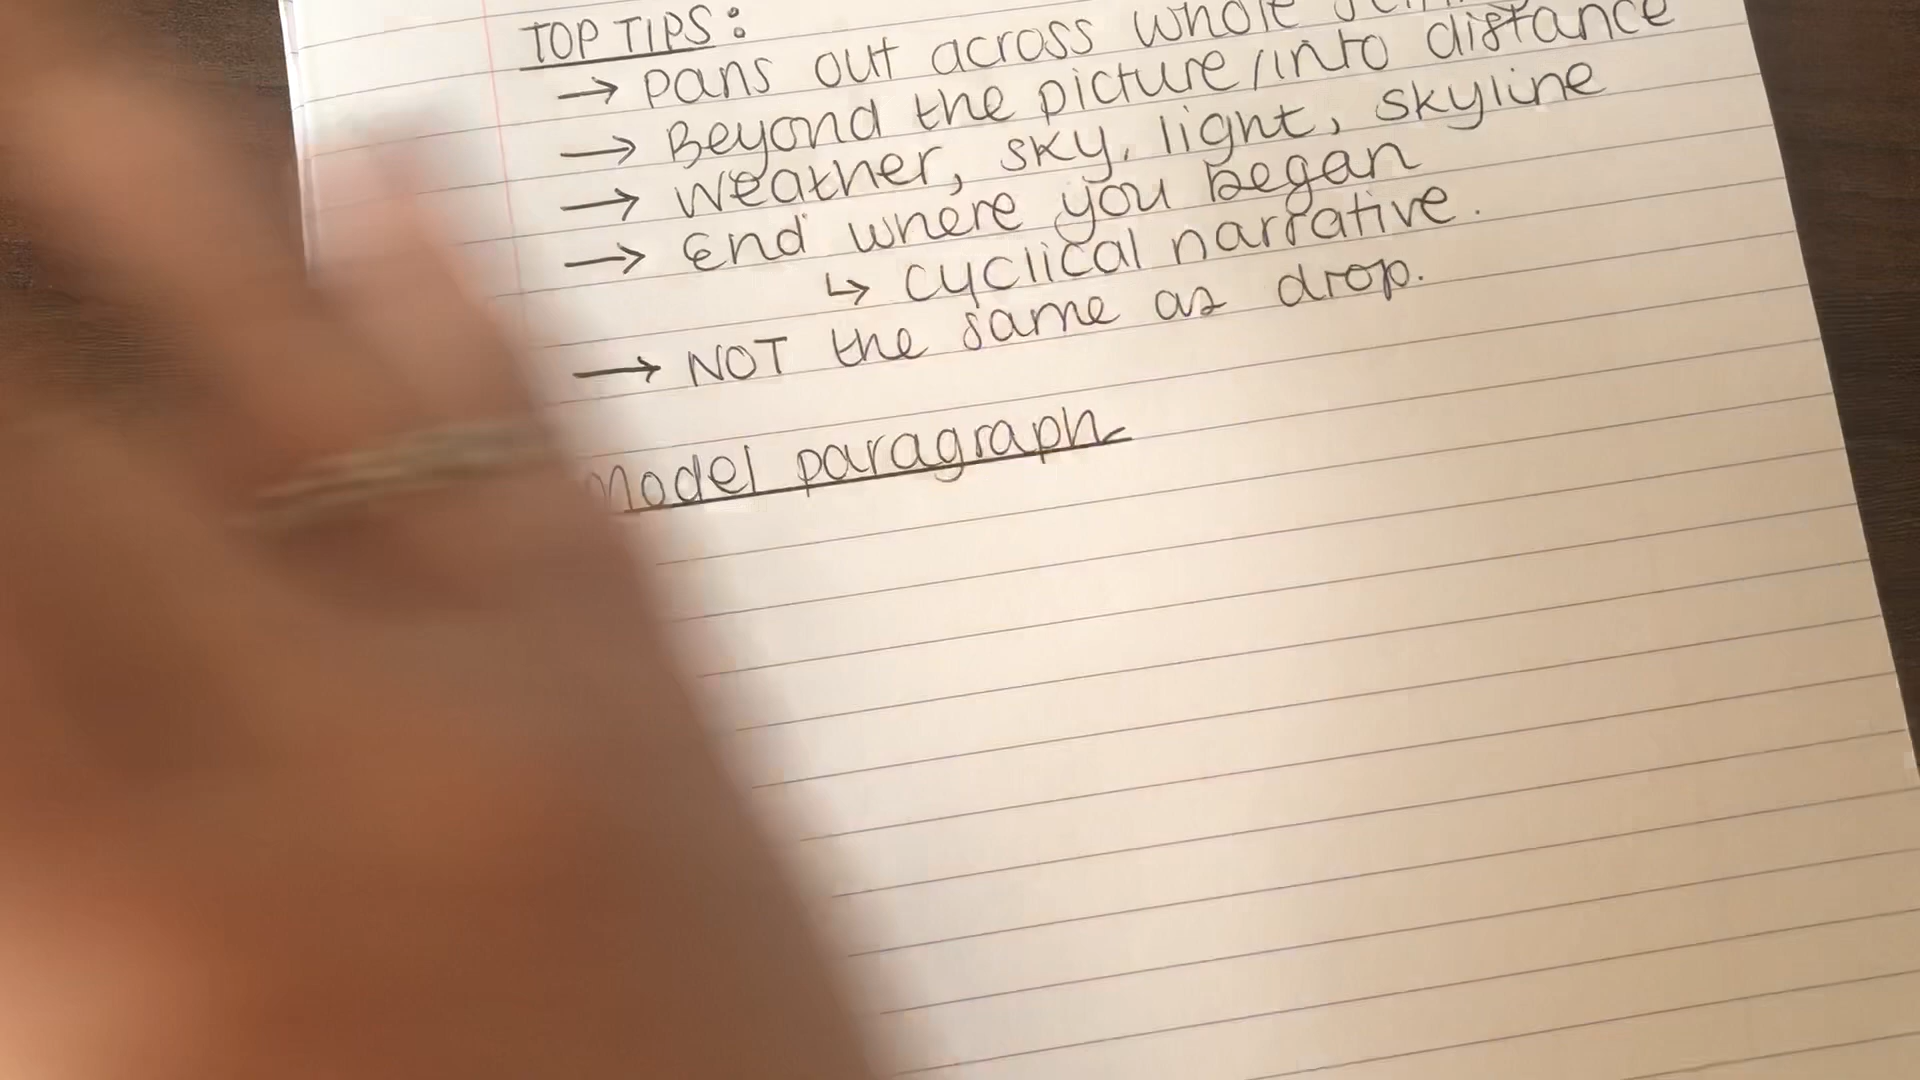 TOP TIPS:
→ pans out across whole
→ Beyond the picture/into distance
→ Weather, sky, light, skyline
→ End where you began
↳ cyclical narrative.
→ NOT the same as drop.
Model paragraph